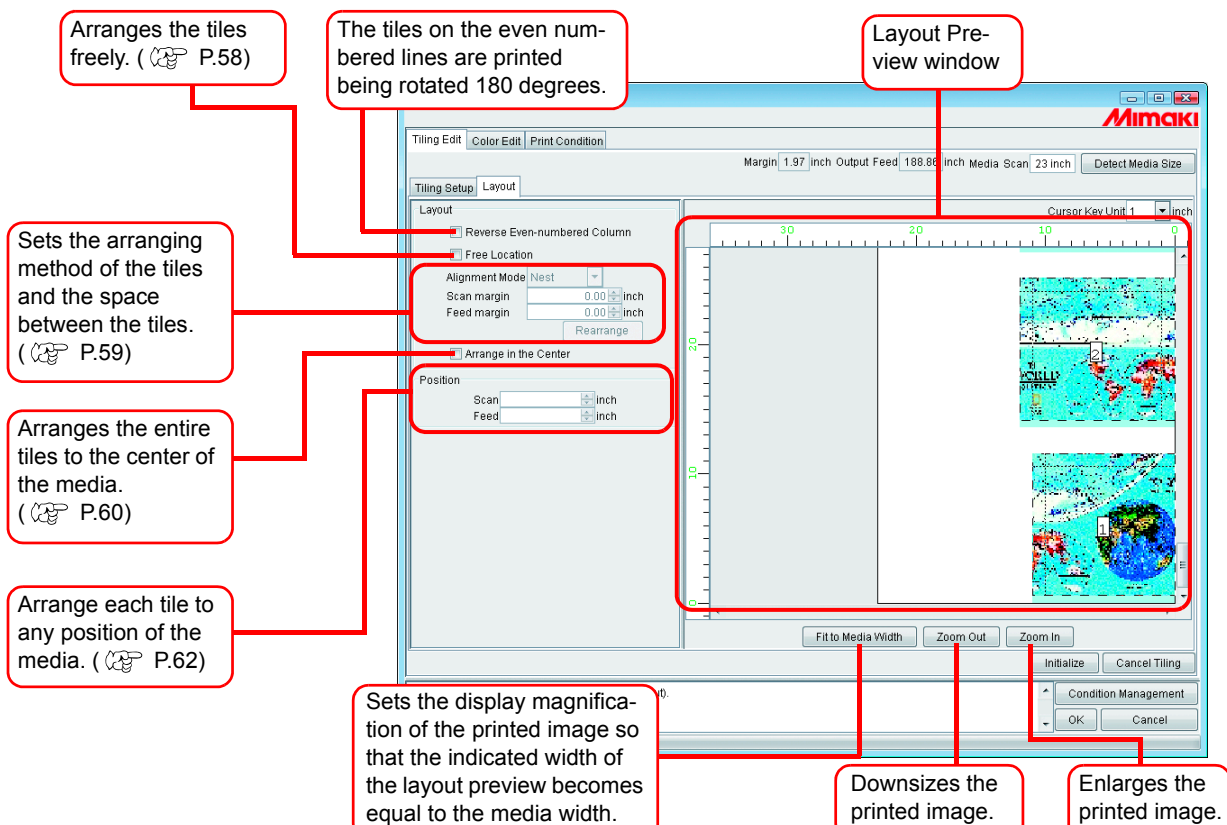 Arranges the tiles
freely. ( P.58)
The tiles on the even num-
bered lines are printed
being rotated 180 degrees.
Layout Pre-
view window
Mimaki
Tiling Edit Color Edit Print Condition
Margin 1.97 inch Output Feed 188.86 inch Media Scan 23 inch Detect Media Size
Tiling Setup Layout
Layout
Cursor Key Unit 1 inch
Reverse Even-numbered Column
30 20 10 0
Free Location
Sets the arranging
method of the tiles
and the space
between the tiles.
( P.59)
Alignment Mode Nest
Scan margin 0.00 inch
Feed margin 0.00 inch
Rearrange
20
2
WORLD
Arrange in the Center
Position
Scan inch
Feed inch
Arranges the entire
tiles to the center of
the media.
( P.60)
10
1
Arrange each tile to
any position of the
media. ( P.62)
0
Fit to Media Width Zoom Out Zoom In
Initialize Cancel Tiling
ut).
Condition Management
OK Cancel
Sets the display magnifica-
tion of the printed image so
that the indicated width of
the layout preview becomes
equal to the media width.
Downsizes the
printed image.
Enlarges the
printed image.